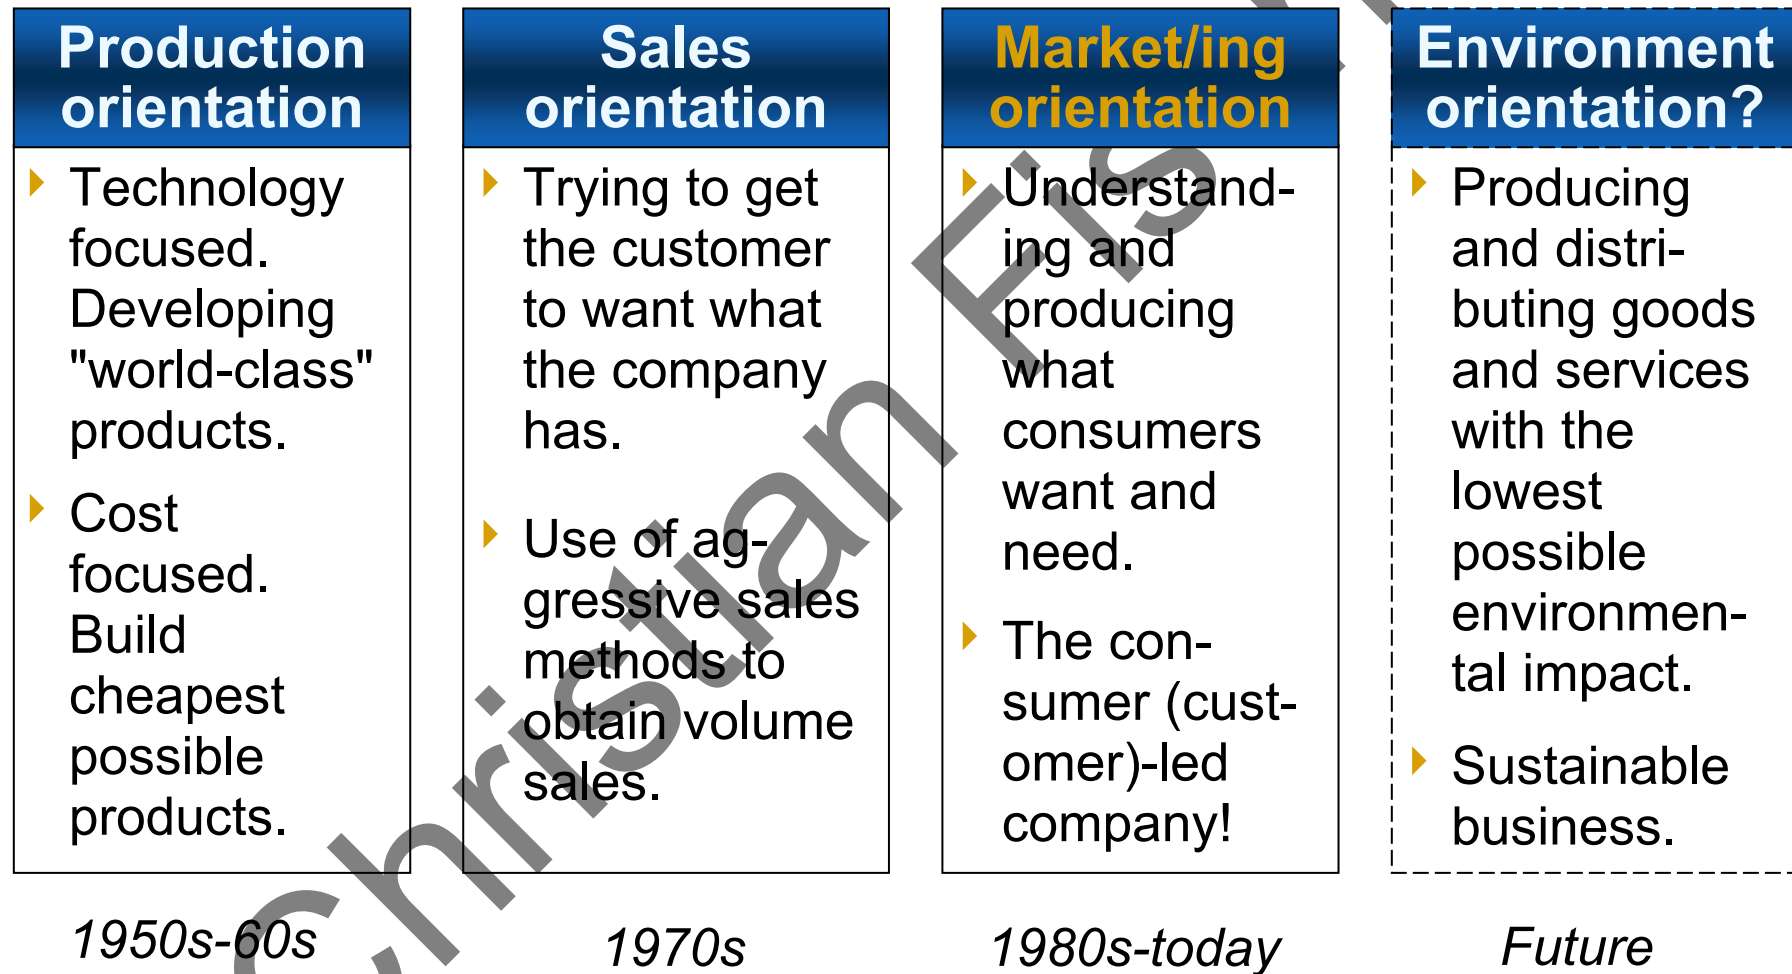 Production
orientation
Technology
focused.
Developing
"world-class"
products.
Cost
focused.
Build
cheapest
possible
products.
1950s-60s
Sales
orientation
Trying to get
the customer
to want what
the company
has.
Use of ag-
gressive sales
methods to
obtain volume
sales.
1970s
Market/ing
orientation
Understand-
ing and
producing
what
consumers
want and
need.
The con-
sumer (cust-
omer)-led
company!
1980s-today
Environment
orientation?
Producing
and distri-
buting goods
and services
with the
lowest
possible
environmen-
tal impact.
Sustainable
business.
Future
Christian